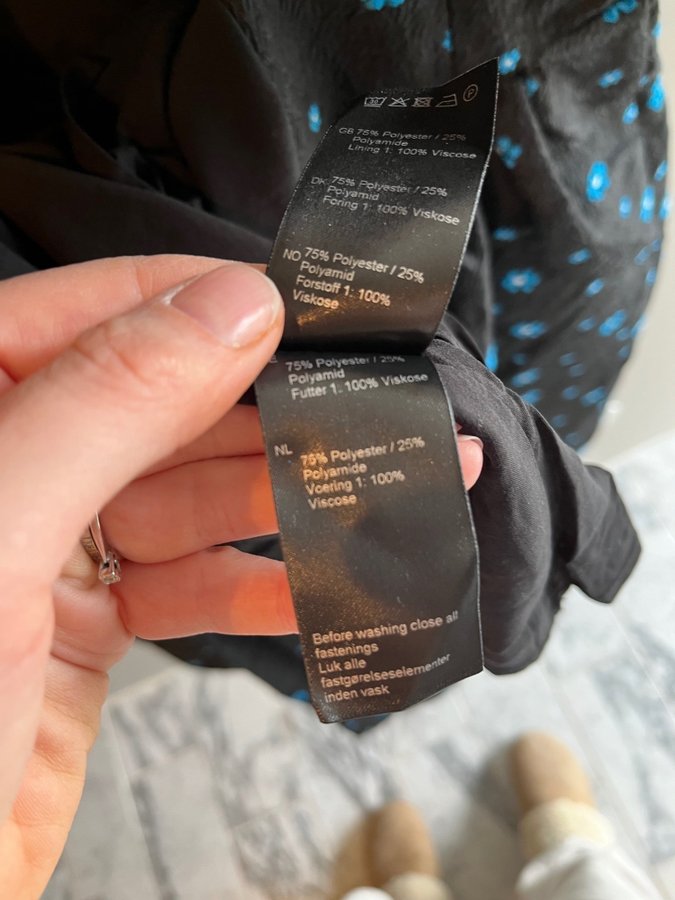 30 P
GB 75% Polyester / 25%
Polyamide
Lining 1: 100% Viscose
DK 75% Polyester / 25%
Polyamid
Foring 1: 100% Viskose
NO 75% Polyester / 25%
Polyamid
Forstoff 1: 100%
Viskose
75% Polyester / 25%
Polyamid
Futter 1: 100% Viskose
NL 75% Polyester / 25%
Polyamide
Voering 1: 100%
Viscose
Before washing close all
fastenings
Luk alle
fastgørelseselementer
inden vask